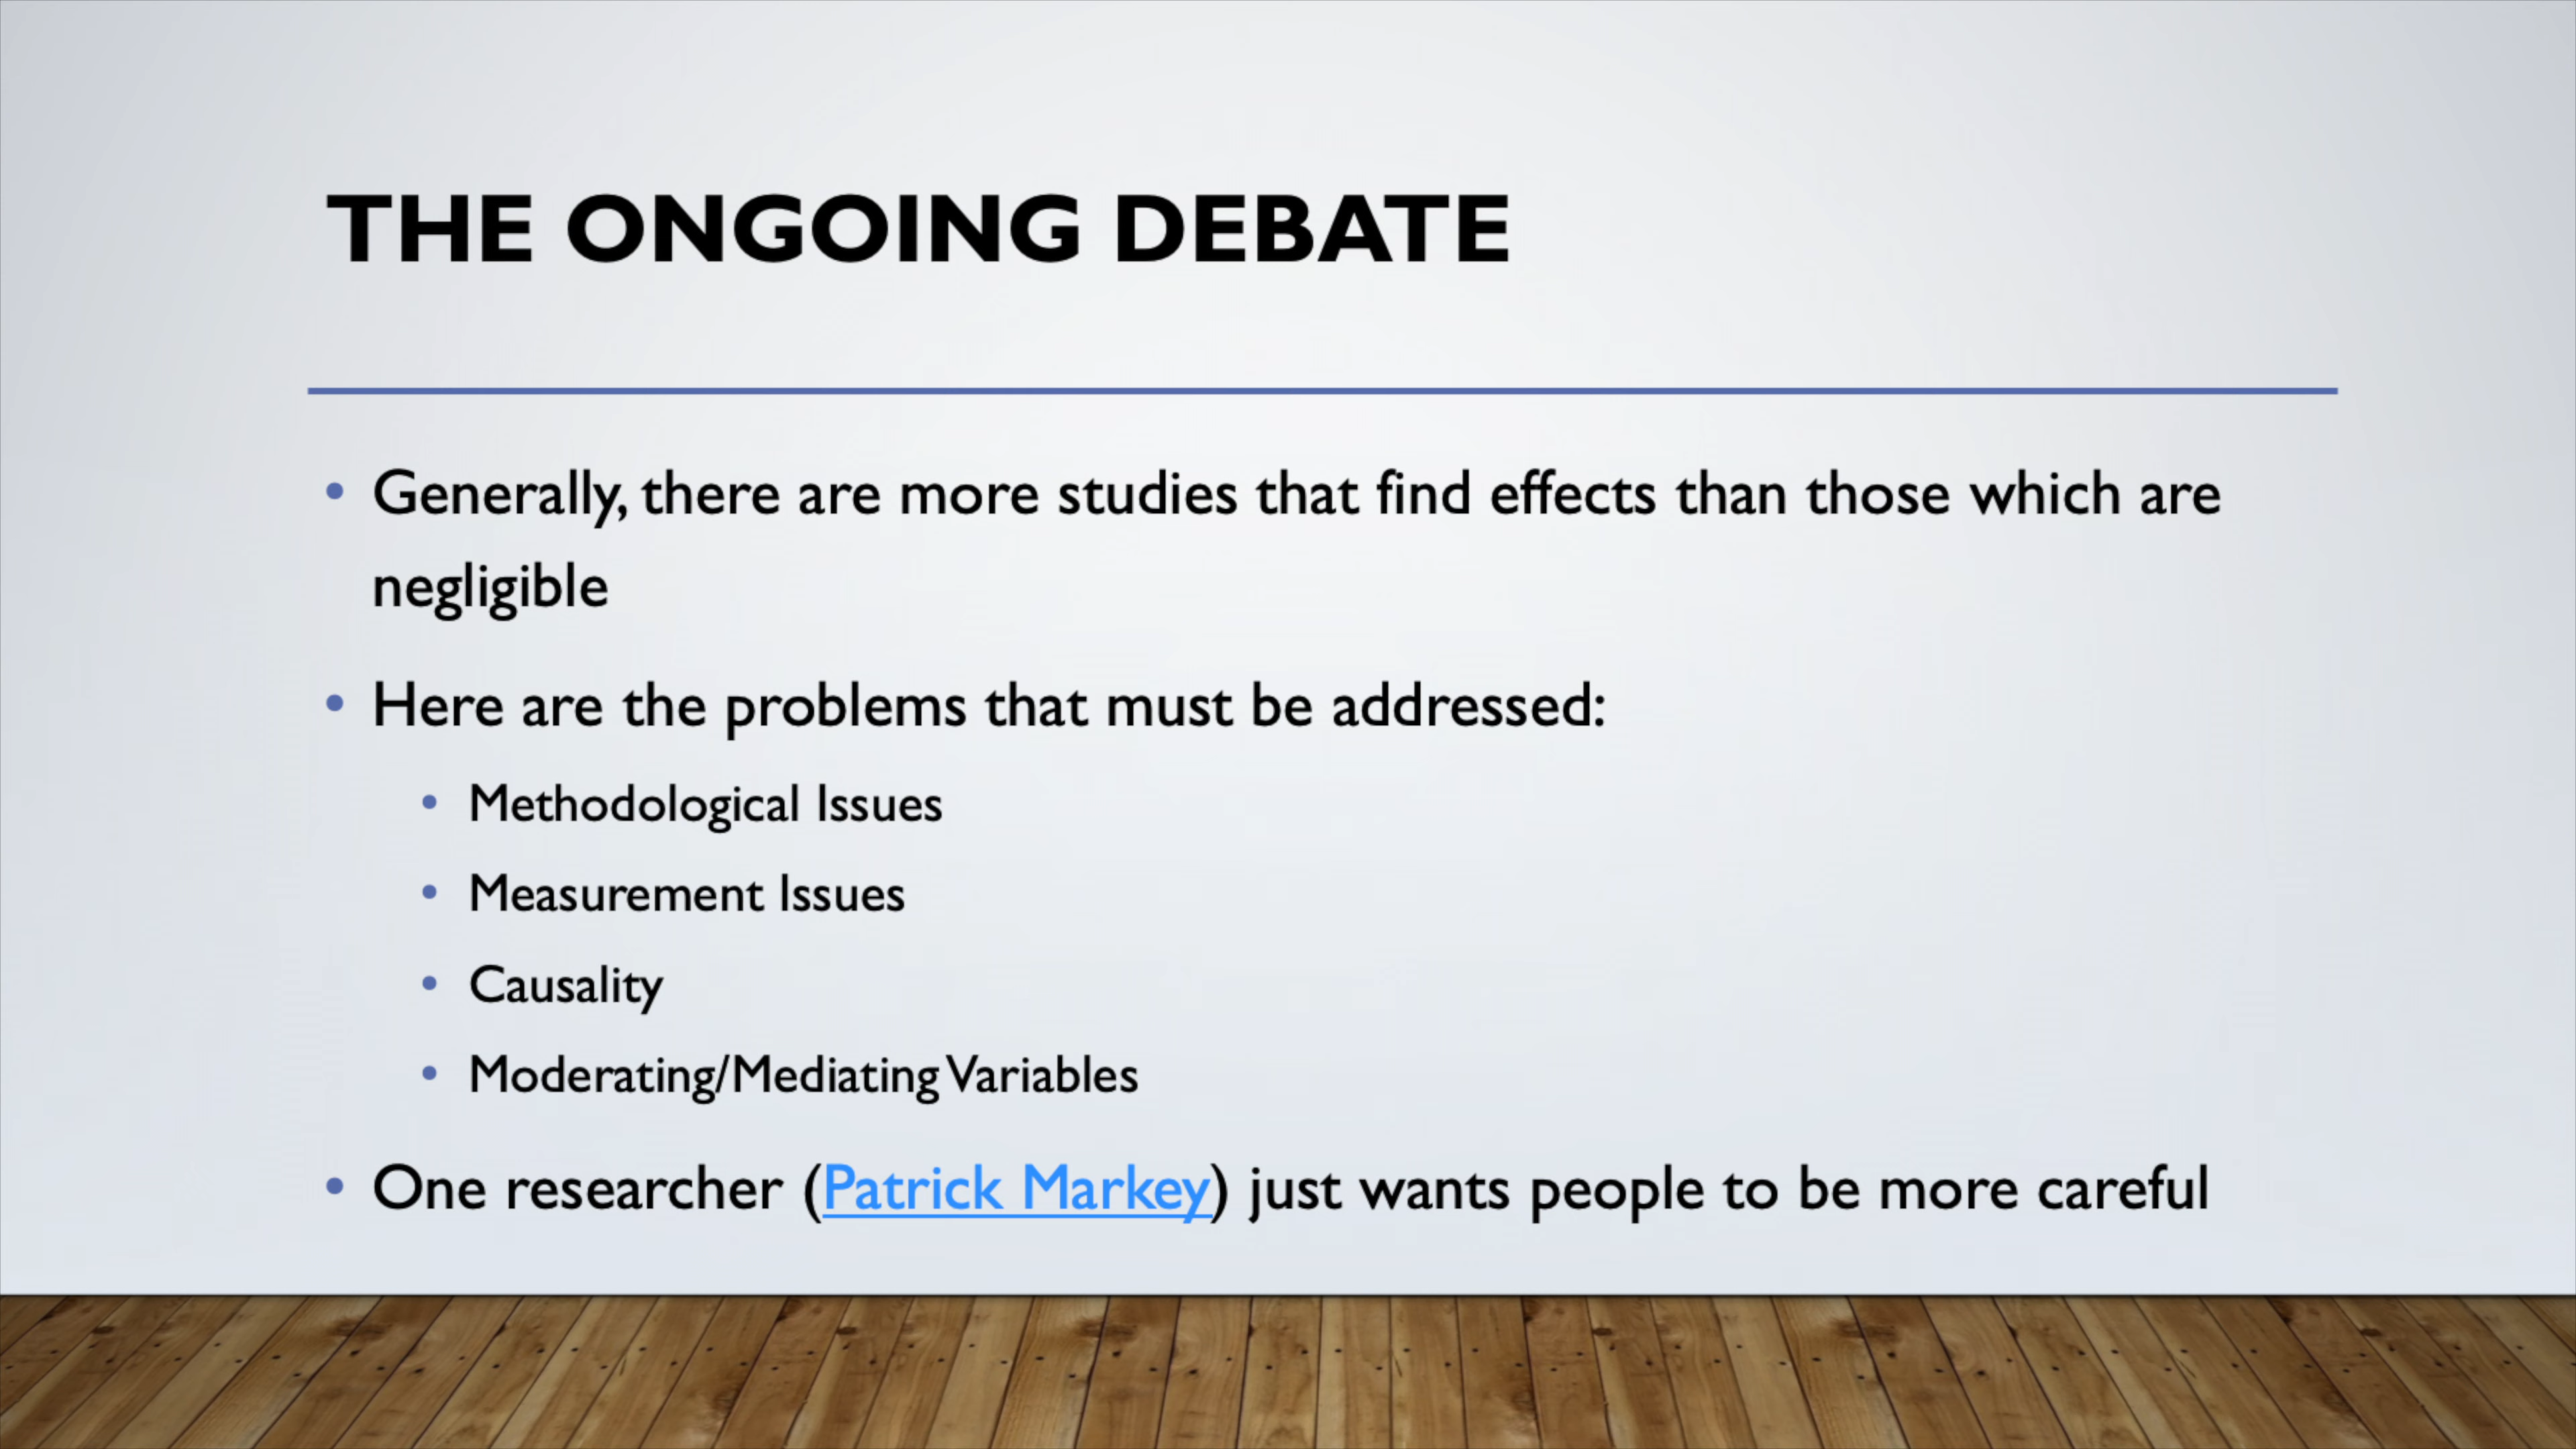 THE ONGOING DEBATE
• Generally, there are more studies that find effects than those which are
negligible
• Here are the problems that must be addressed:
• Methodological Issues
• Measurement Issues
• Causality
• Moderating/Mediating Variables
• One researcher (Patrick Markey) just wants people to be more careful